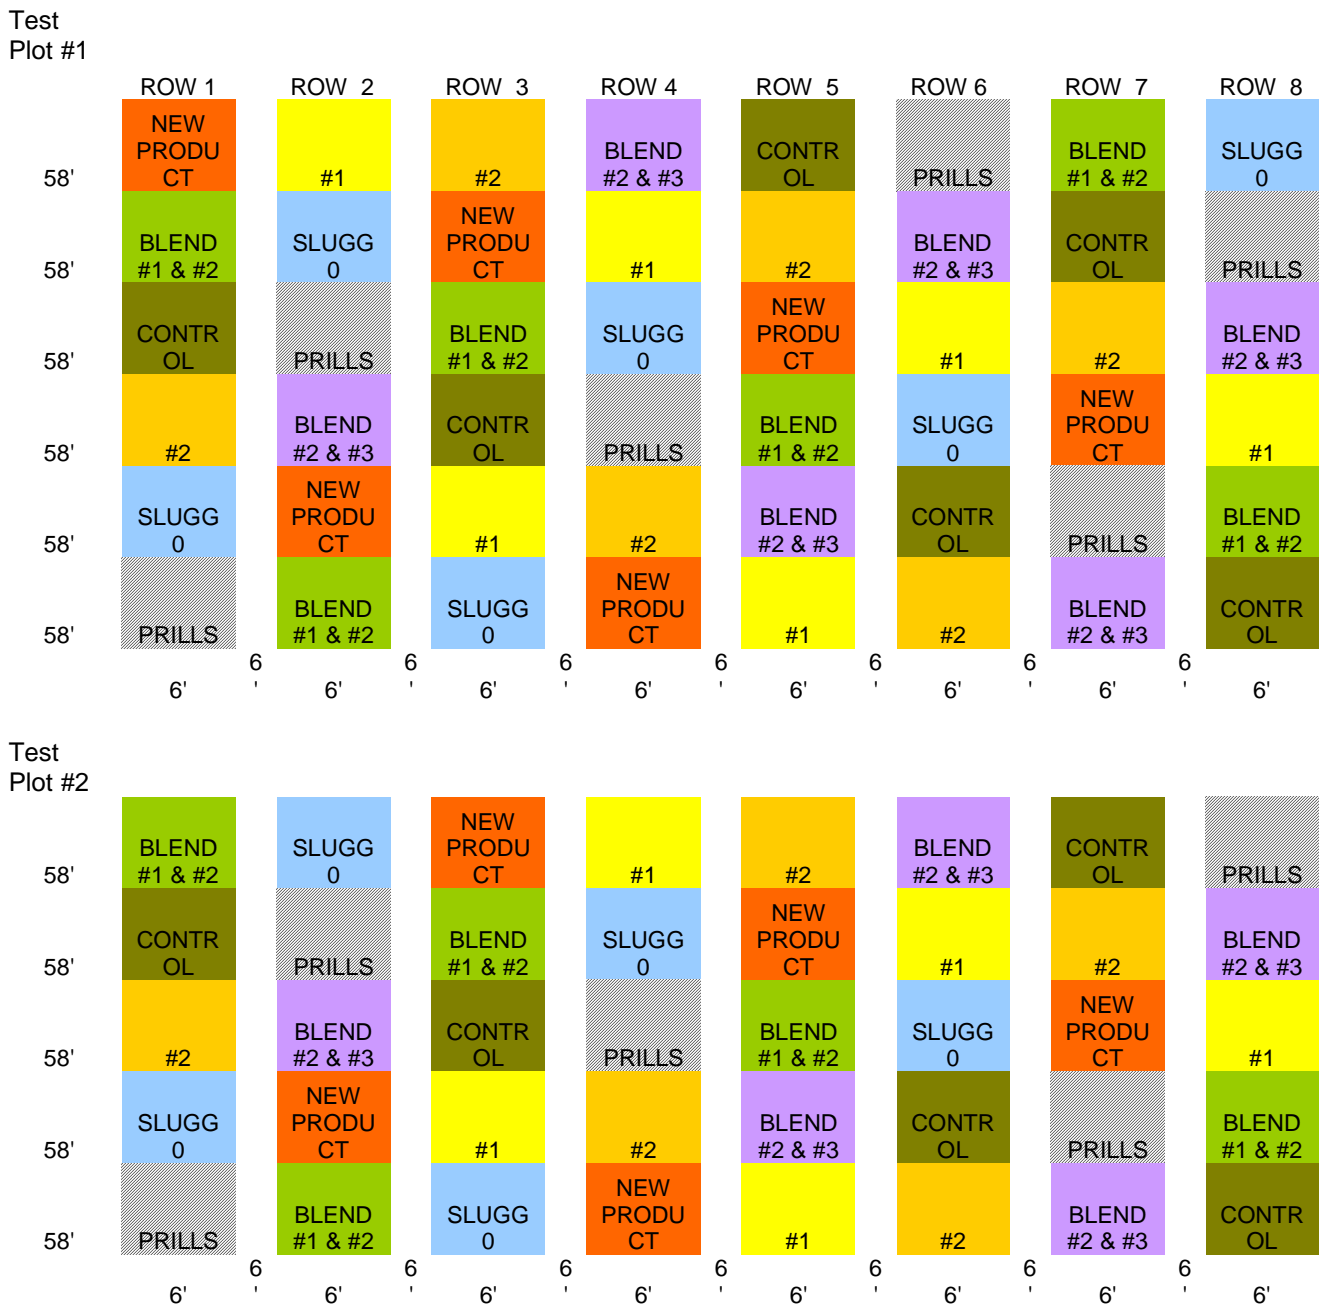 Test
Plot #1
ROW 1 ROW 2 ROW 3 ROW 4 ROW 5 ROW 6 ROW 7 ROW 8
58' NEW PRODU CT #1 #2 BLEND #2 & #3 CONTR OL PRILLS BLEND #1 & #2 SLUGG 0
58' BLEND #1 & #2 SLUGG 0 NEW PRODU CT #1 #2 BLEND #2 & #3 CONTR OL PRILLS
58' CONTR OL PRILLS BLEND #1 & #2 SLUGG 0 NEW PRODU CT #1 #2 BLEND #2 & #3
58' #2 BLEND #2 & #3 CONTR OL PRILLS BLEND #1 & #2 SLUGG 0 NEW PRODU CT #1
58' SLUGG 0 NEW PRODU CT #1 #2 BLEND #2 & #3 CONTR OL PRILLS BLEND #1 & #2
58' PRILLS BLEND #1 & #2 SLUGG 0 NEW PRODU CT #1 #2 BLEND #2 & #3 CONTR OL
6 6 6 6 6 6 6
6' ' 6' ' 6' ' 6' ' 6' ' 6' ' 6' ' 6'
Test
Plot #2
58' BLEND #1 & #2 SLUGG 0 NEW PRODU CT #1 #2 BLEND #2 & #3 CONTR OL PRILLS
58' CONTR OL PRILLS BLEND #1 & #2 SLUGG 0 NEW PRODU CT #1 #2 BLEND #2 & #3
58' #2 BLEND #2 & #3 CONTR OL PRILLS BLEND #1 & #2 SLUGG 0 NEW PRODU CT #1
58' SLUGG 0 NEW PRODU CT #1 #2 BLEND #2 & #3 CONTR OL PRILLS BLEND #1 & #2
58' PRILLS BLEND #1 & #2 SLUGG 0 NEW PRODU CT #1 #2 BLEND #2 & #3 CONTR OL
6 6 6 6 6 6 6
6' ' 6' ' 6' ' 6' ' 6' ' 6' ' 6' ' 6'